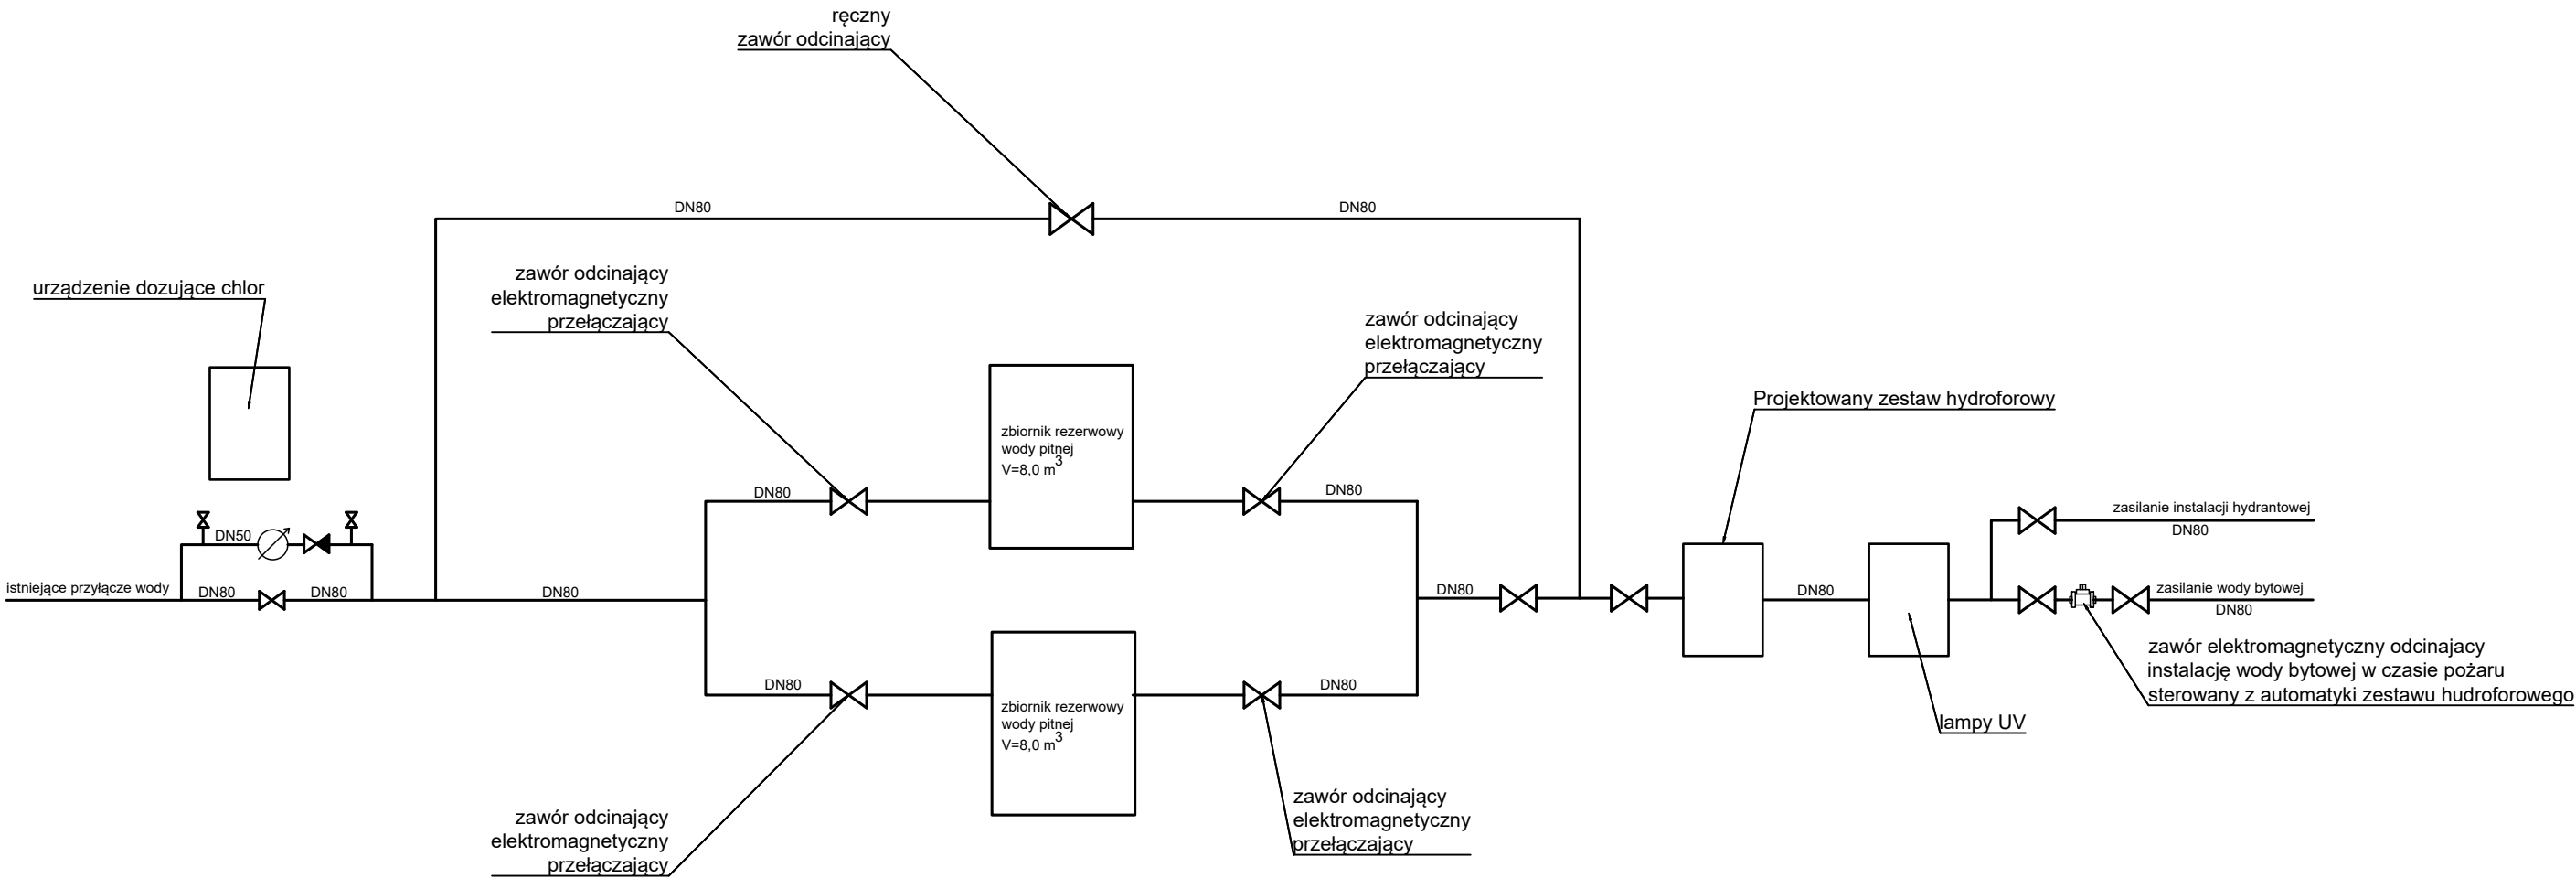 ręczny
zawór odcinający
DN80
DN80
zawór odcinający
elektromagnetyczny
przełączający
urządzenie dozujące chlor
zawór odcinający
elektromagnetyczny
przełączający
Projektowany zestaw hydroforowy
zbiornik rezerwowy
wody pitnej
V=8,0 m³
DN80
DN80
zasilanie instalacji hydrantowej
DN80
DN50
istniejące przyłącze wody
DN80
DN80
DN80
DN80
DN80
zasilanie wody bytowej
DN80
zawór elektromagnetyczny odcinajacy
instalację wody bytowej w czasie pożaru
sterowany z automatyki zestawu hudroforowego
DN80
DN80
zbiornik rezerwowy
wody pitnej
V=8,0 m³
lampy UV
zawór odcinający
elektromagnetyczny
przełączający
zawór odcinający
elektromagnetyczny
przełączający